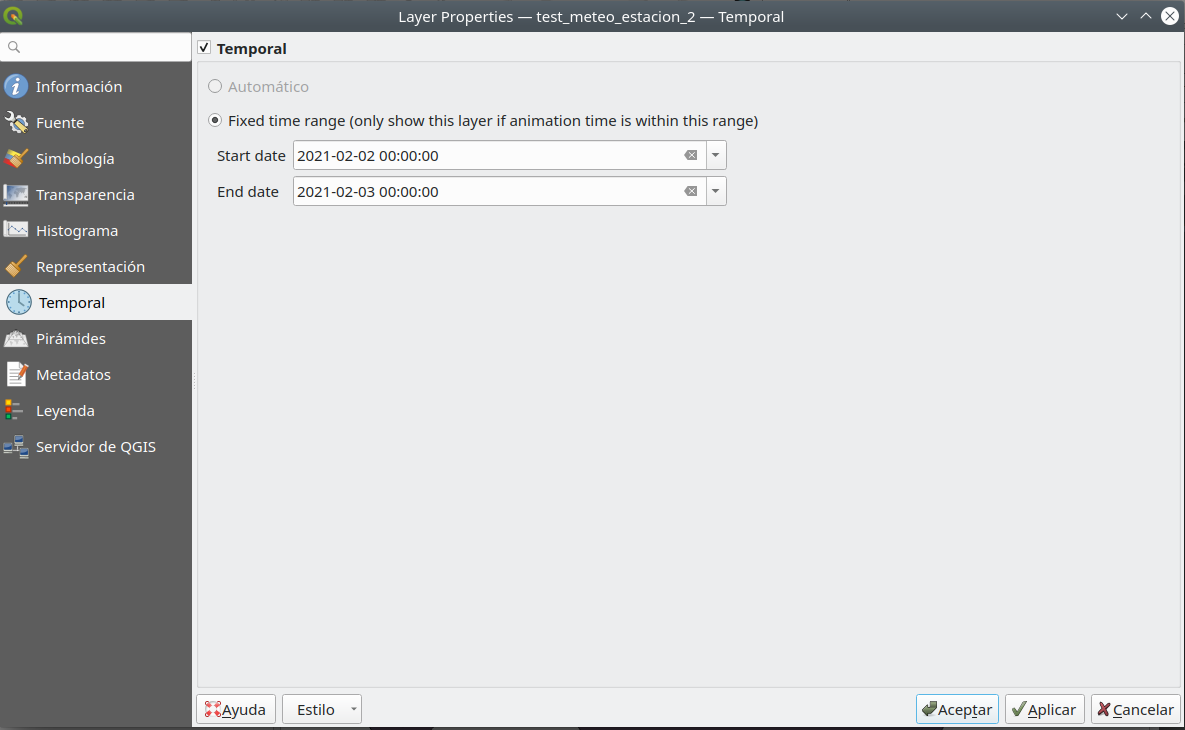 Layer Properties — test_meteo_estacion_2 — Temporal
Información
Fuente
Simbología
Transparencia
Histograma
Representación
Temporal
Pirámides
Metadatos
Leyenda
Servidor de QGIS
Temporal
Automático
Fixed time range (only show this layer if animation time is within this range)
Start date 2021-02-02 00:00:00
End date 2021-02-03 00:00:00
Ayuda Estilo Aceptar Aplicar Cancelar